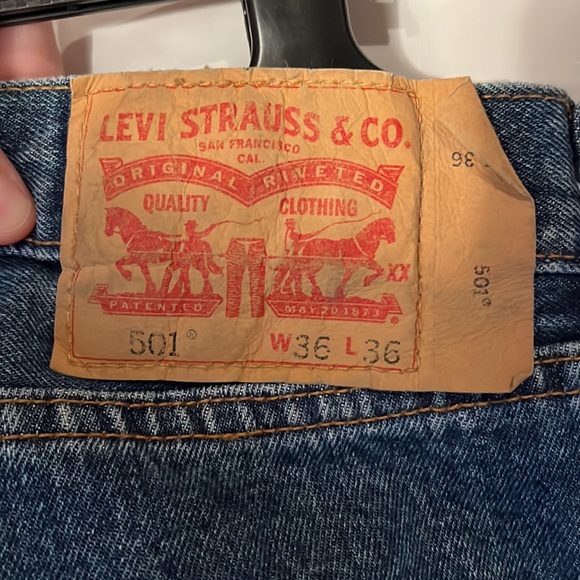 LEVI STRAUSS & CO.
SAN FRANCISCO
CAL.
ORIGINAL RIVETED
QUALITY CLOTHING
XX
PATENTED MAY 20 1873
®
501® W36 L36
36
501®